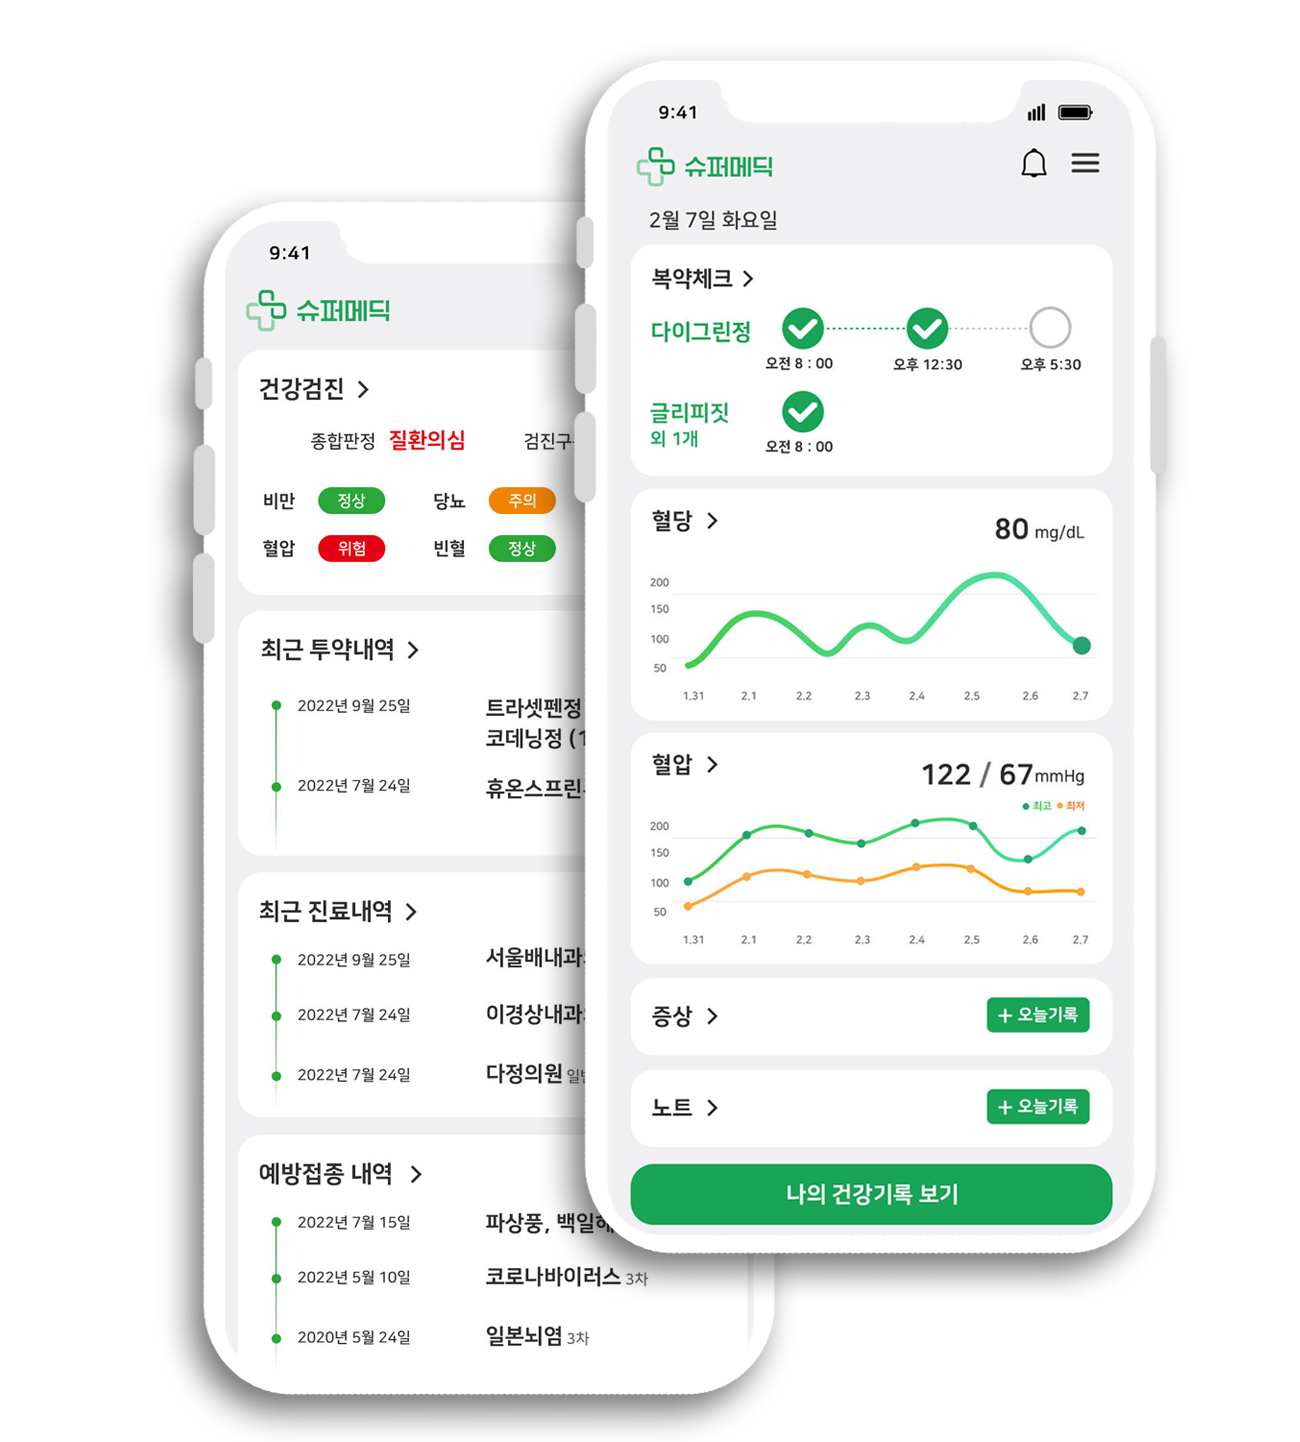 9:41
슈퍼메딕
건강검진 >
종합판정 질환의심 검진구
비만 정상 당뇨 주의
혈압 위험 빈혈 정상
최근 투약내역 >
2022년 9월 25일 트라셋펜정
코데닝정 (1
2022년 7월 24일 휴온스프린
최근 진료내역 >
2022년 9월 25일 서울배내과
2022년 7월 24일 이경상내과
2022년 7월 24일 다정의원 일
예방접종 내역 >
2022년 7월 15일 파상풍, 백일해
2022년 5월 10일 코로나바이러스 3차
2020년 5월 24일 일본뇌염 3차
9:41
슈퍼메딕
2월 7일 화요일
복약체크 >
다이그린정
오전 8 : 00 오후 12:30 오후 5:30
글리피짓
외 1개
오전 8 : 00
혈당 >
80 mg/dL
200
150
100
50
1.31 2.1 2.2 2.3 2.4 2.5 2.6 2.7
혈압 >
122 / 67mmHg
최고 최저
200
150
100
50
1.31 2.1 2.2 2.3 2.4 2.5 2.6 2.7
증상 > + 오늘기록
노트 > + 오늘기록
나의 건강기록 보기